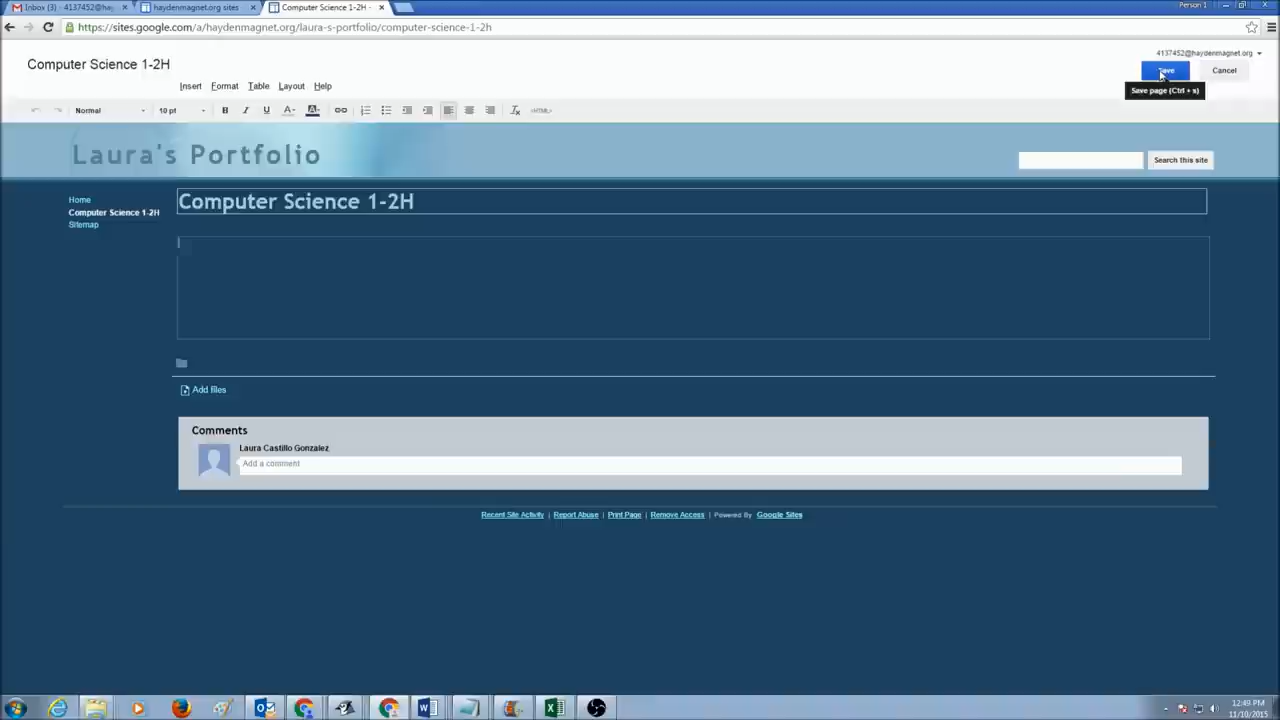 Inbox (3) - 4137452@hay
haydenmagnet.org sites
Computer Science 1-2H -
Person 1
https://sites.google.com/a/haydenmagnet.org/laura-s-portfolio/computer-science-1-2h
4137452@haydenmagnet.org
Computer Science 1-2H
Save
Cancel
Insert Format Table Layout Help
Save page (Ctrl + s)
Normal 10 pt B I U A A <HTML>
Laura's Portfolio
Search this site
Home
Computer Science 1-2H
Computer Science 1-2H
Sitemap
Add files
Comments
Laura Castillo Gonzalez
Add a comment
Recent Site Activity | Report Abuse | Print Page | Remove Access | Powered By Google Sites
12:49 PM
11/10/2015